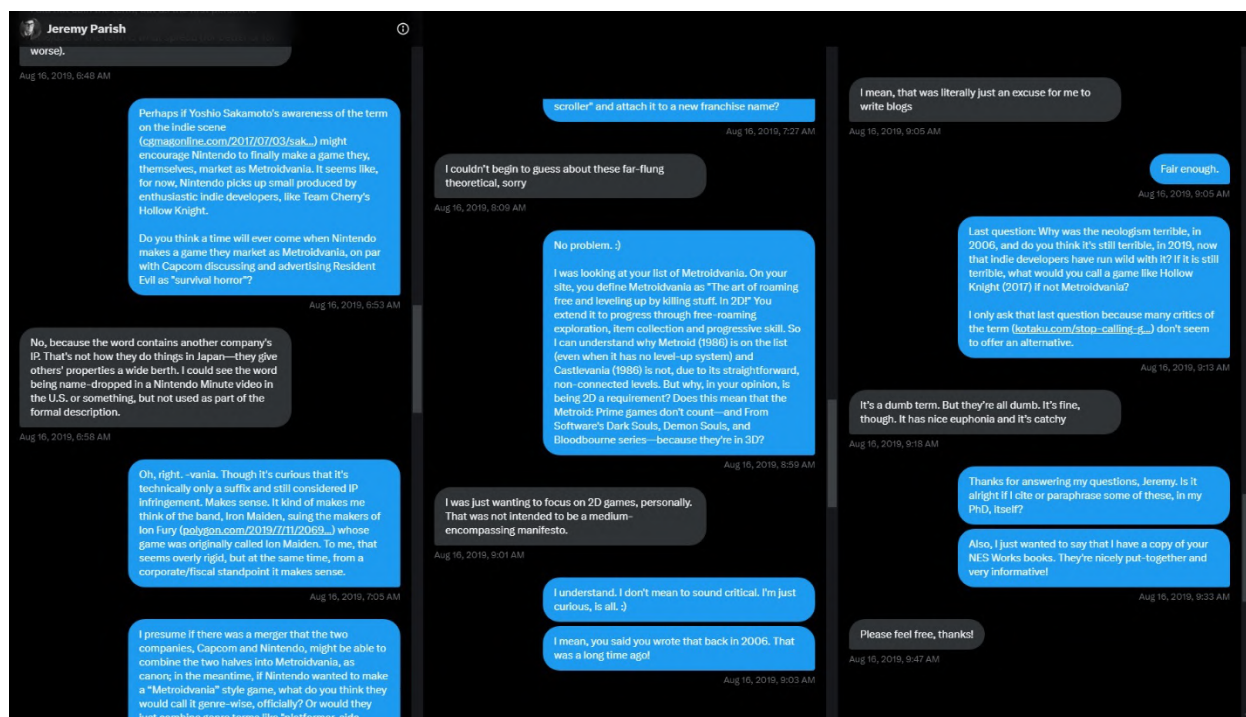 Jeremy Parish
worse).
Aug 16, 2019, 6:48 AM
Perhaps if Yoshio Sakamoto's awareness of the term
on the indie scene
(cgmagonline.com/2017/07/03/sak...) might
encourage Nintendo to finally make a game they,
themselves, market as Metroidvania. It seems like,
for now, Nintendo picks up small produced by
enthusiastic indie developers, like Team Cherry's
Hollow Knight.
Do you think a time will ever come when Nintendo
makes a game they market as Metroidvania, on par
with Capcom discussing and advertising Resident
Evil as "survival horror"?
Aug 16, 2019, 6:53 AM
No, because the word contains another company's
IP. That's not how they do things in Japan—they give
others' properties a wide berth. I could see the word
being name-dropped in a Nintendo Minute video in
the U.S. or something, but not used as part of the
formal description.
Aug 16, 2019, 6:58 AM
Oh, right. -vania. Though it's curious that it's
technically only a suffix and still considered IP
infringement. Makes sense. It kind of makes me
think of the band, Iron Maiden, suing the makers of
Ion Fury (polygon.com/2019/7/11/2069...) whose
game was originally called Ion Maiden. To me, that
seems overly rigid, but at the same time, from a
corporate/fiscal standpoint it makes sense.
Aug 16, 2019, 7:05 AM
I presume if there was a merger that the two
companies, Capcom and Nintendo, might be able to
combine the two halves into Metroidvania, as
canon; in the meantime, if Nintendo wanted to make
a "Metroidvania" style game, what do you think they
would call it genre-wise, officially? Or would they
just combine genre terms like "platformer, side
scroller" and attach it to a new franchise name?
Aug 16, 2019, 7:27 AM
I couldn't begin to guess about these far-flung
theoretical, sorry
Aug 16, 2019, 8:09 AM
No problem. :)
I was looking at your list of Metroidvania. On your
site, you define Metroidvania as "The art of roaming
free and leveling up by killing stuff. In 2D!" You
extend it to progress through free-roaming
exploration, item collection and progressive skill. So
I can understand why Metroid (1986) is on the list
(even when it has no level-up system) and
Castlevania (1986) is not, due to its straightforward,
non-connected levels. But why, in your opinion, is
being 2D a requirement? Does this mean that the
Metroid: Prime games don't count—and From
Software's Dark Souls, Demon Souls, and
Bloodbourne series—because they're in 3D?
Aug 16, 2019, 8:59 AM
I was just wanting to focus on 2D games, personally.
That was not intended to be a medium-
encompassing manifesto.
Aug 16, 2019, 9:01 AM
I understand. I don't mean to sound critical. I'm just
curious, is all. :)
I mean, you said you wrote that back in 2006. That
was a long time ago!
Aug 16, 2019, 9:03 AM
I mean, that was literally just an excuse for me to
write blogs
Aug 16, 2019, 9:05 AM
Fair enough.
Aug 16, 2019, 9:05 AM
Last question: Why was the neologism terrible, in
2006, and do you think it's still terrible, in 2019, now
that indie developers have run wild with it? If it is still
terrible, what would you call a game like Hollow
Knight (2017) if not Metroidvania?
I only ask that last question because many critics of
the term (kotaku.com/stop-calling-g...) don't seem
to offer an alternative.
Aug 16, 2019, 9:13 AM
It's a dumb term. But they're all dumb. It's fine,
though. It has nice euphonia and it's catchy
Aug 16, 2019, 9:18 AM
Thanks for answering my questions, Jeremy. Is it
alright if I cite or paraphrase some of these, in my
PhD, itself?
Also, I just wanted to say that I have a copy of your
NES Works books. They're nicely put-together and
very informative!
Aug 16, 2019, 9:33 AM
Please feel free, thanks!
Aug 16, 2019, 9:47 AM